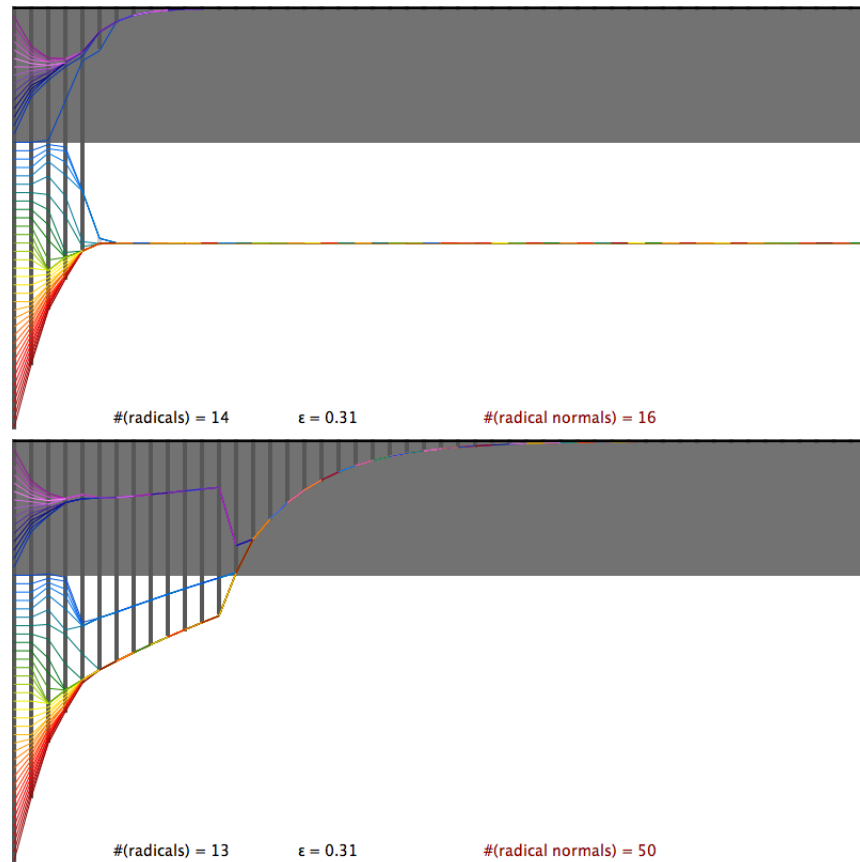 #(radicals) = 14 ε = 0.31 #(radical normals) = 16
#(radicals) = 13 ε = 0.31 #(radical normals) = 50